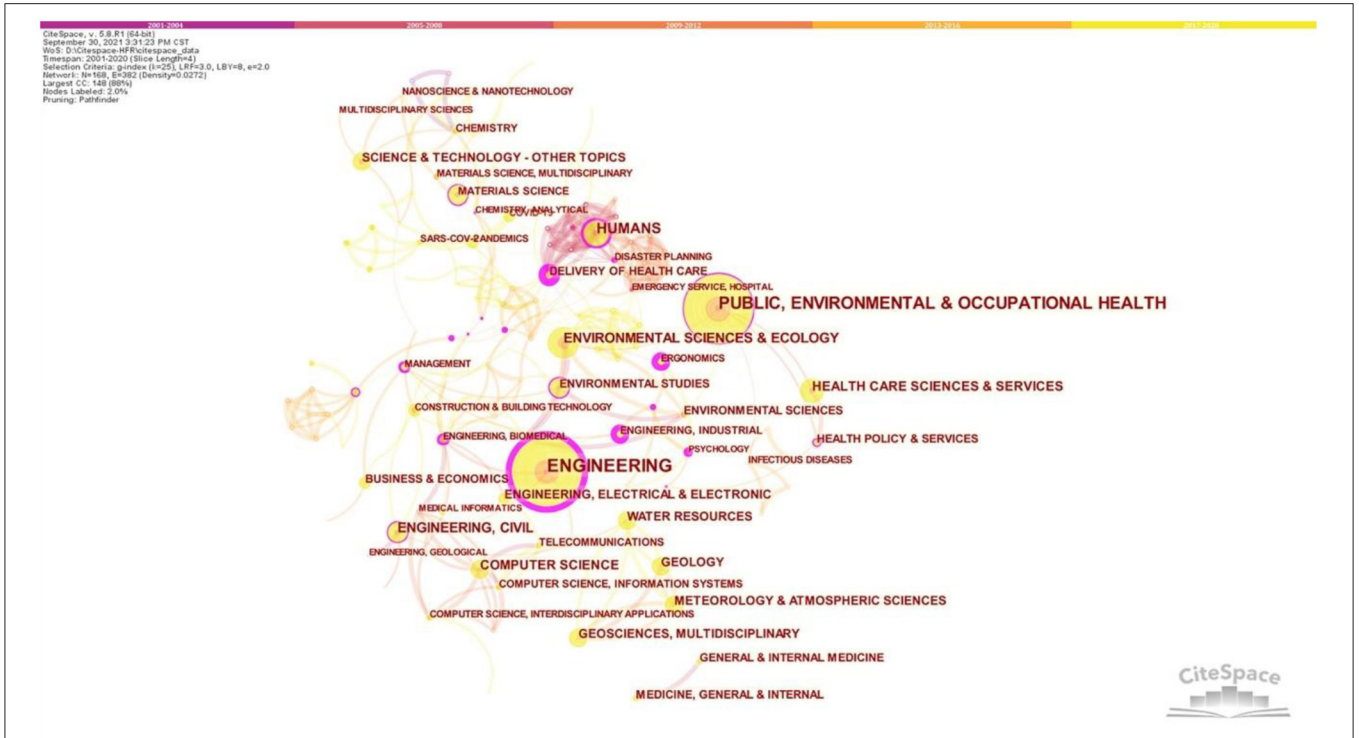 2001-2004 2005-2008 2009-2012 2013-2016 2017-2020
CiteSpace, v. 5.8.R1 (64-bit)
September 30, 2021 3:31:23 PM CST
WoS: D:\Citespace-HFR\citespace_data
Timespan: 2001-2020 (Slice Length=4)
Selection Criteria: g-index (k=25), LRF=3.0, LBY=8, e=2.0
Network: N=168, E=382 (Density=0.0272)
Largest CC: 148 (88%)
Nodes Labeled: 2.0%
Pruning: Pathfinder
NANOSCIENCE & NANOTECHNOLOGY
MULTIDISCIPLINARY SCIENCES
CHEMISTRY
SCIENCE & TECHNOLOGY - OTHER TOPICS
MATERIALS SCIENCE, MULTIDISCIPLINARY
MATERIALS SCIENCE
CHEMISTRY, ANALYTICAL
COVID-19
HUMANS
SARS-COV-2
PANDEMICS
DISASTER PLANNING
DELIVERY OF HEALTH CARE
EMERGENCY SERVICE, HOSPITAL
PUBLIC, ENVIRONMENTAL & OCCUPATIONAL HEALTH
ENVIRONMENTAL SCIENCES & ECOLOGY
ERGONOMICS
MANAGEMENT
ENVIRONMENTAL STUDIES
HEALTH CARE SCIENCES & SERVICES
CONSTRUCTION & BUILDING TECHNOLOGY
ENVIRONMENTAL SCIENCES
ENGINEERING, INDUSTRIAL
ENGINEERING, BIOMEDICAL
HEALTH POLICY & SERVICES
PSYCHOLOGY
INFECTIOUS DISEASES
ENGINEERING
BUSINESS & ECONOMICS
ENGINEERING, ELECTRICAL & ELECTRONIC
MEDICAL INFORMATICS
WATER RESOURCES
ENGINEERING, CIVIL
TELECOMMUNICATIONS
ENGINEERING, GEOLOGICAL
COMPUTER SCIENCE
GEOLOGY
COMPUTER SCIENCE, INFORMATION SYSTEMS
METEOROLOGY & ATMOSPHERIC SCIENCES
COMPUTER SCIENCE, INTERDISCIPLINARY APPLICATIONS
GEOSCIENCES, MULTIDISCIPLINARY
GENERAL & INTERNAL MEDICINE
MEDICINE, GENERAL & INTERNAL
CiteSpace